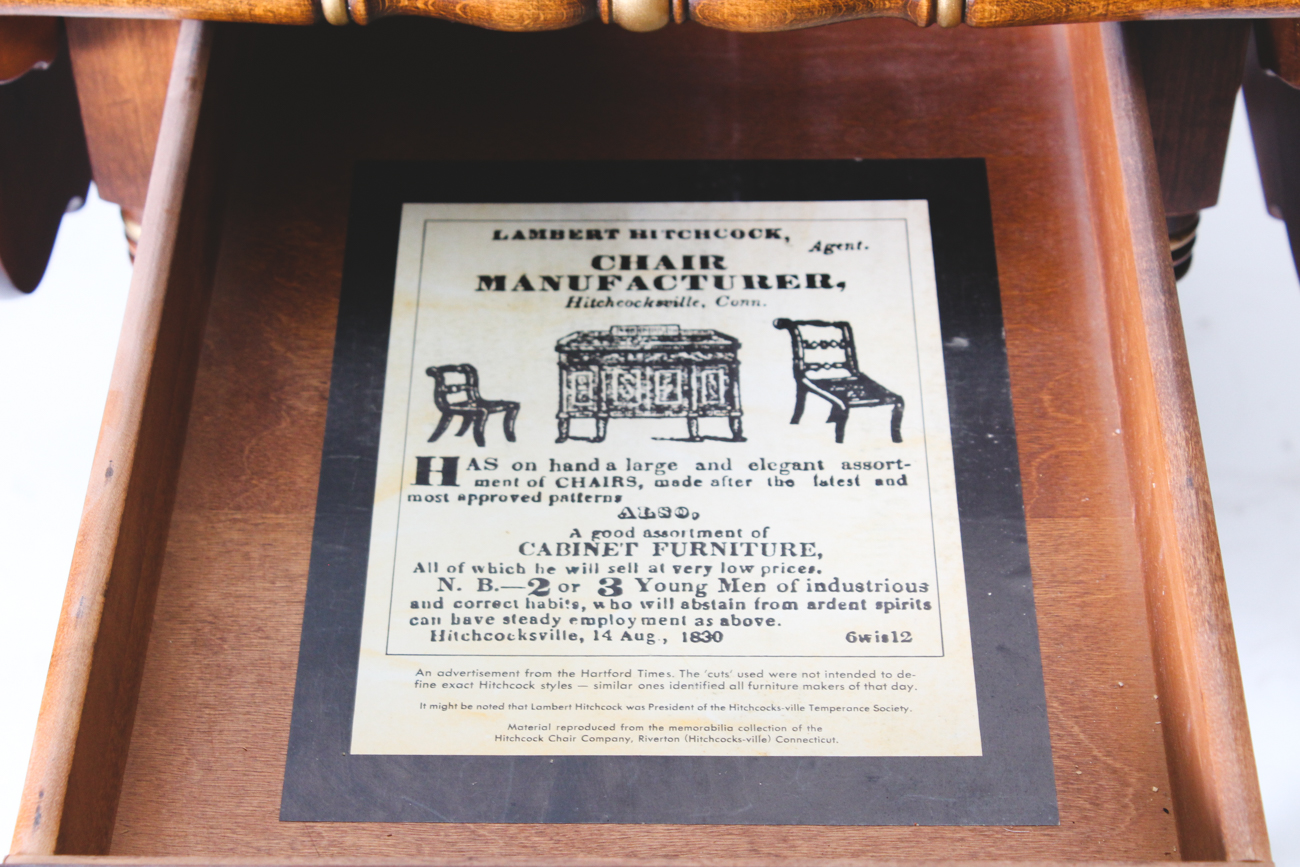 LAMBERT HITCHCOCK,
Agent.
CHAIR
MANUFACTURER,
Hitchcocksville, Conn.
HAS on hand a large and elegant assort-
ment of CHAIRS, made after the latest and
most approved patterns
ALSO,
A good assortment of
CABINET FURNITURE,
All of which he will sell at very low prices.
N. B.—2 or 3 Young Men of industrious
and correct habits, who will abstain from ardent spirits
can have steady employment as above.
Hitchcocksville, 14 Aug., 1830 6wis12
An advertisement from the Hartford Times. The 'cuts' used were not intended to de-
fine exact Hitchcock styles — similar ones identified all furniture makers of that day.
It might be noted that Lambert Hitchcock was President of the Hitchcocks-ville Temperance Society.
Material reproduced from the memorabilia collection of the
Hitchcock Chair Company, Riverton (Hitchcocks-ville) Connecticut.